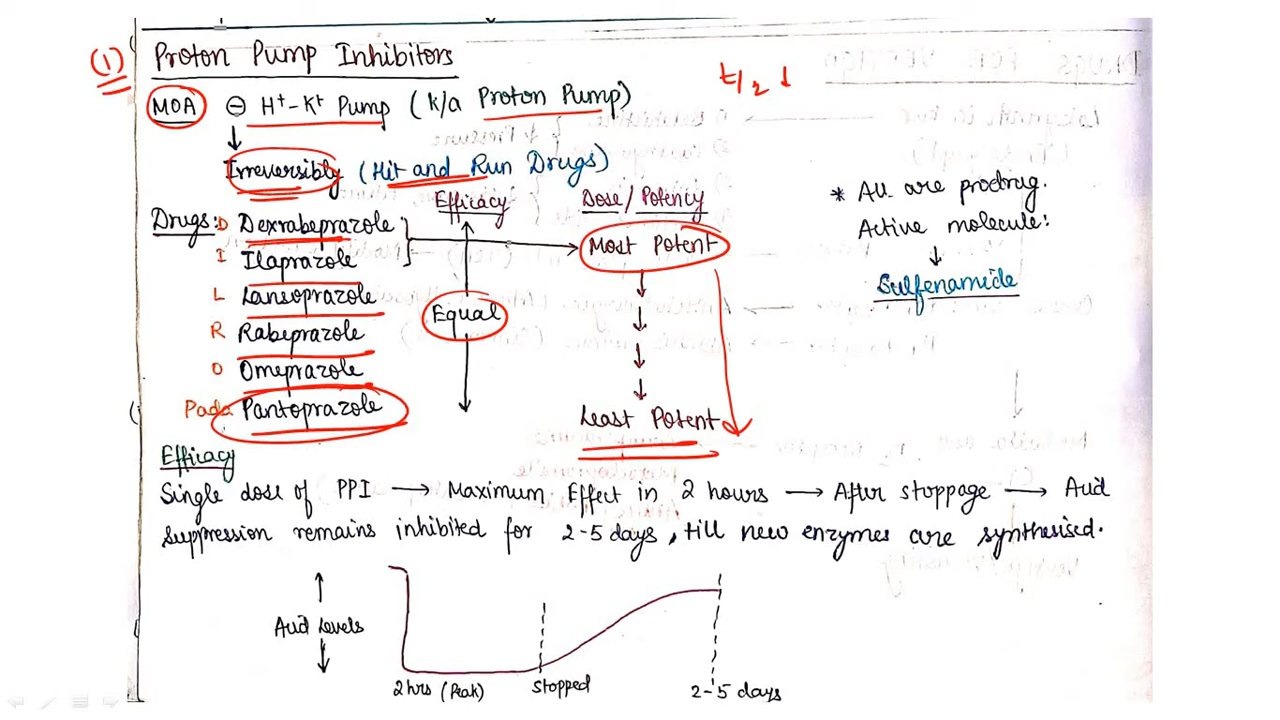 (1)
Proton Pump Inhibitors
t/2 ↓
MOA ⊖ H+-K+ Pump (k/a Proton Pump)
↓
Irreversibly (Hit and Run Drugs)
* All are prodrug.
Active molecule:
↓
Sulfenamide
Efficacy Dose/Potency
Drugs: D Dexrabeprazole
I Ilaprazole
Most Potent
L Lansoprazole
Equal
R Rabeprazole
O Omeprazole
Pada Pantoprazole
Least Potent
Efficacy
Single dose of PPI → Maximum Effect in 2 hours → After stoppage → Acid
suppression remains inhibited for 2-5 days, till new enzymes are synthesised.
Acid Levels
2 hrs (Peak) stopped 2-5 days